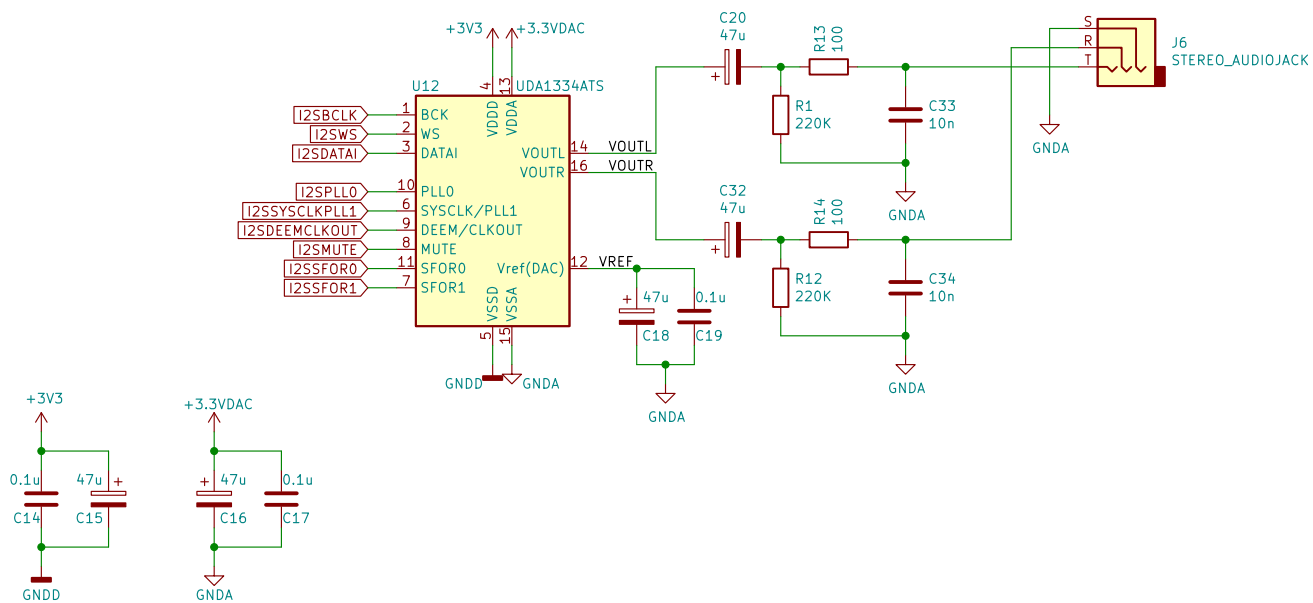 C20
47u
+3V3
+3.3VDAC
R13
100
S
R
T
J6
STEREO_AUDIOJACK
U12
UDA1334ATS
4
13
VDDD
VDDA
I2SBCLK
1
BCK
I2SWS
2
WS
I2SDATAI
3
DATAI
VOUTL
14
VOUTL
VOUTR
16
VOUTR
+
R1
220K
C33
10n
GNDA
GNDA
I2SPLL0
10
PLL0
I2SSYSCLKPLL1
6
SYSCLK/PLL1
I2SDEEMCLKOUT
9
DEEM/CLKOUT
I2SMUTE
8
MUTE
I2SSFOR0
11
SFOR0
I2SSFOR1
7
SFOR1
Vref(DAC)
12
VREF
C32
47u
+
R14
100
R12
220K
C34
10n
GNDA
+
47u
C18
0.1u
C19
GNDA
VSSD
VSSA
5
15
GNDD
GNDA
+3V3
0.1u
C14
47u
+
C15
GNDD
+3.3VDAC
+
47u
C16
0.1u
C17
GNDA